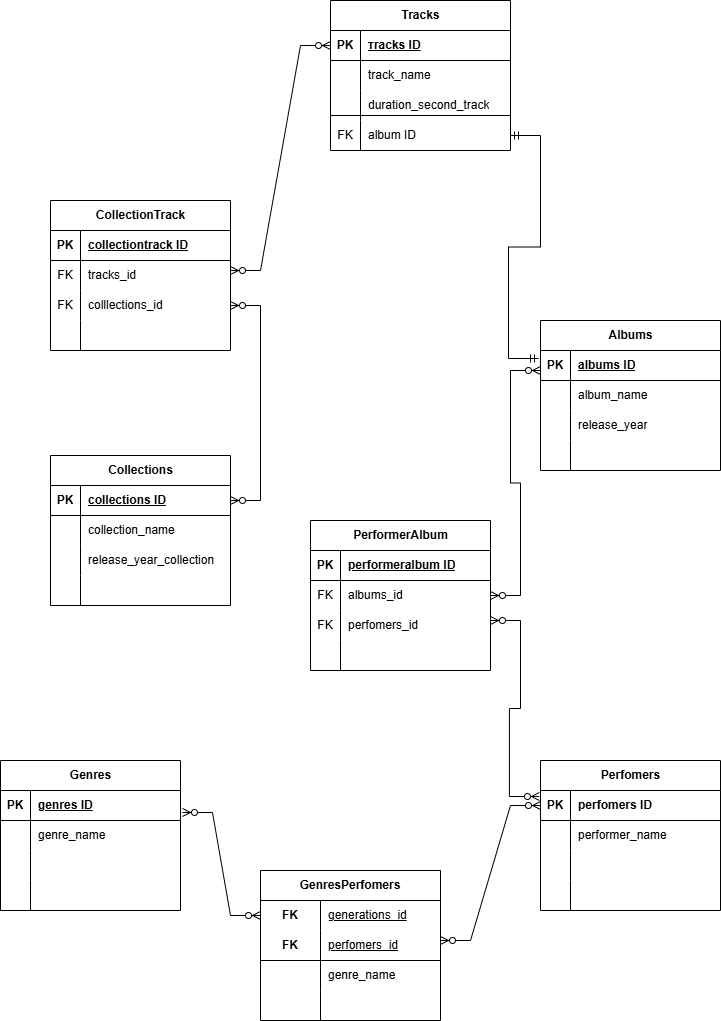 Tracks
PK Tracks ID
track_name
duration_second_track
FK album ID
CollectionTrack
PK collectiontrack ID
FK tracks_id
FK colllections_id
Albums
PK albums ID
album_name
release_year
Collections
PK collections ID
collection_name
release_year_collection
PerformerAlbum
PK performeralbum ID
FK albums_id
FK perfomers_id
Genres
PK genres ID
genre_name
Perfomers
PK perfomers ID
performer_name
GenresPerfomers
FK generations_id
FK perfomers_id
genre_name